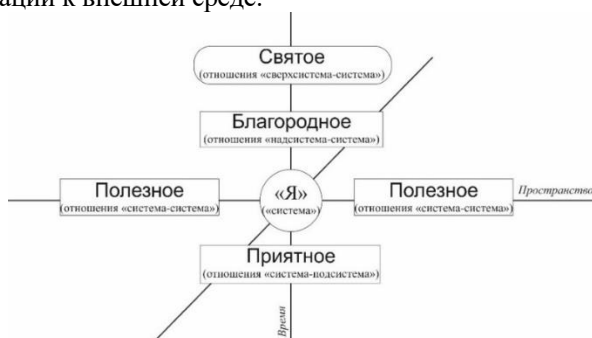 ации к внешней среде.
Святое
(отношения «сверхсистема-система»)
Благородное
(отношения «надсистема-система»)
Полезное
(отношения «система-система»)
«Я»
(«система»)
Полезное
(отношения «система-система»)
Пространство
Приятное
(отношения «система-подсистема»)
Время